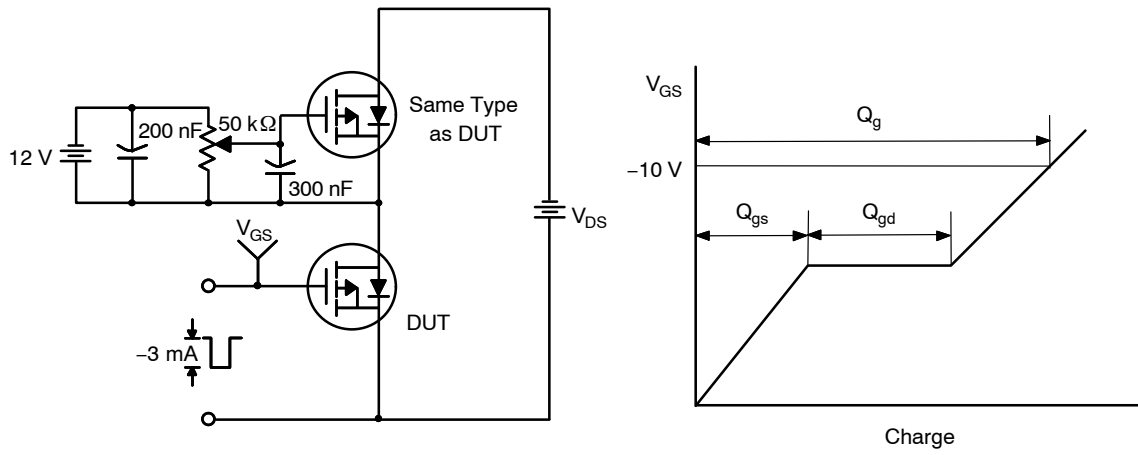 12 V
200 nF
50 kΩ
300 nF
Same Type
as DUT
V_DS
V_GS
DUT
−3 mA
V_GS
−10 V
Q_g
Q_gs
Q_gd
Charge